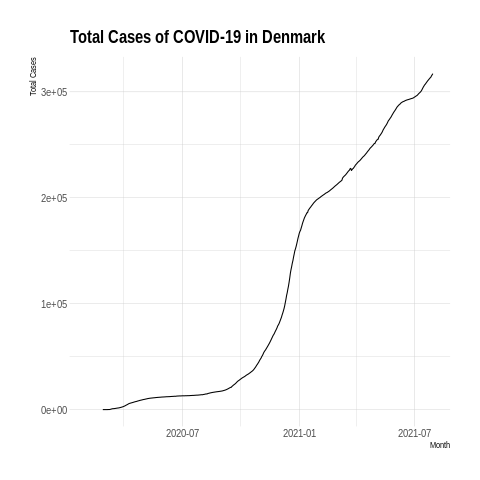 Total Cases of COVID-19 in Denmark
Total Cases
3e+05
2e+05
1e+05
0e+00
2020-07
2021-01
2021-07
Month